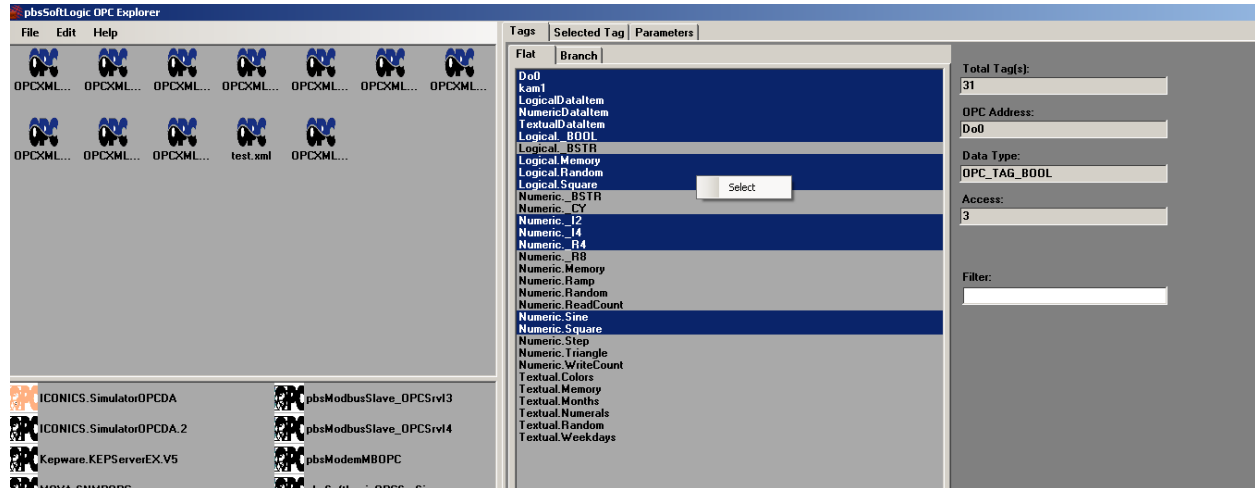 pbsSoftLogic OPC Explorer
File Edit Help
OPCXML... OPCXML... OPCXML... OPCXML... OPCXML... OPCXML... OPCXML...
OPCXML... OPCXML... OPCXML... test.xml OPCXML...
ICONICS.SimulatorOPCDA
pbsModbusSlave_OPCSrvl3
ICONICS.SimulatorOPCDA.2
pbsModbusSlave_OPCSrvl4
Kepware.KEPServerEX.V5
pbsModemMBOPC
Tags Selected Tag Parameters
Flat Branch
Do0
kam1
LogicalDataItem
NumericDataItem
TextualDataItem
Logical._BOOL
Logical._BSTR
Logical.Memory
Logical.Random
Logical.Square
Numeric._BSTR
Numeric._CY
Numeric._I2
Numeric._I4
Numeric._R4
Numeric._R8
Numeric.Memory
Numeric.Ramp
Numeric.Random
Numeric.ReadCount
Numeric.Sine
Numeric.Square
Numeric.Step
Numeric.Triangle
Numeric.WriteCount
Textual.Colors
Textual.Memory
Textual.Months
Textual.Numerals
Textual.Random
Textual.Weekdays
Select
Total Tag(s):
31
OPC Address:
Do0
Data Type:
OPC_TAG_BOOL
Access:
3
Filter: